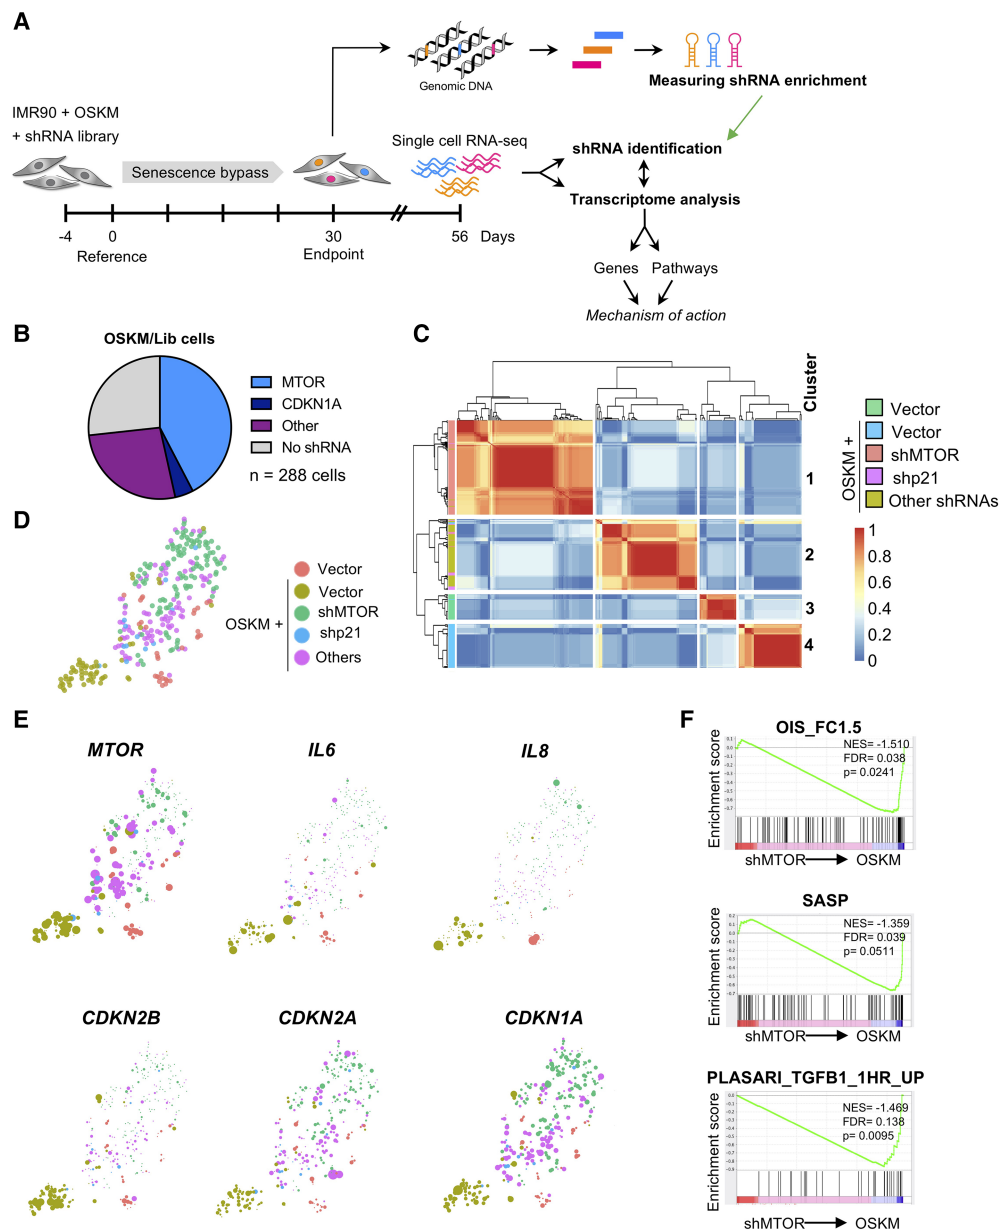 A
Genomic DNA
Measuring shRNA enrichment
IMR90 + OSKM
+ shRNA library
Senescence bypass
Single cell RNA-seq
shRNA identification
Transcriptome analysis
-4
0
30
56
Days
Reference
Endpoint
Genes
Pathways
Mechanism of action
B
OSKM/Lib cells
MTOR
CDKN1A
Other
No shRNA
n = 288 cells
C
Cluster
1
2
3
4
Vector
OSKM +
Vector
shMTOR
shp21
Other shRNAs
1
0.8
0.6
0.4
0.2
0
D
Vector
OSKM +
Vector
shMTOR
shp21
Others
E
MTOR
IL6
IL8
CDKN2B
CDKN2A
CDKN1A
F
OIS_FC1.5
Enrichment score
NES= -1.510
FDR= 0.038
p= 0.0241
shMTOR
OSKM
SASP
Enrichment score
NES= -1.359
FDR= 0.039
p= 0.0511
shMTOR
OSKM
PLASARI_TGFB1_1HR_UP
Enrichment score
NES= -1.469
FDR= 0.138
p= 0.0095
shMTOR
OSKM